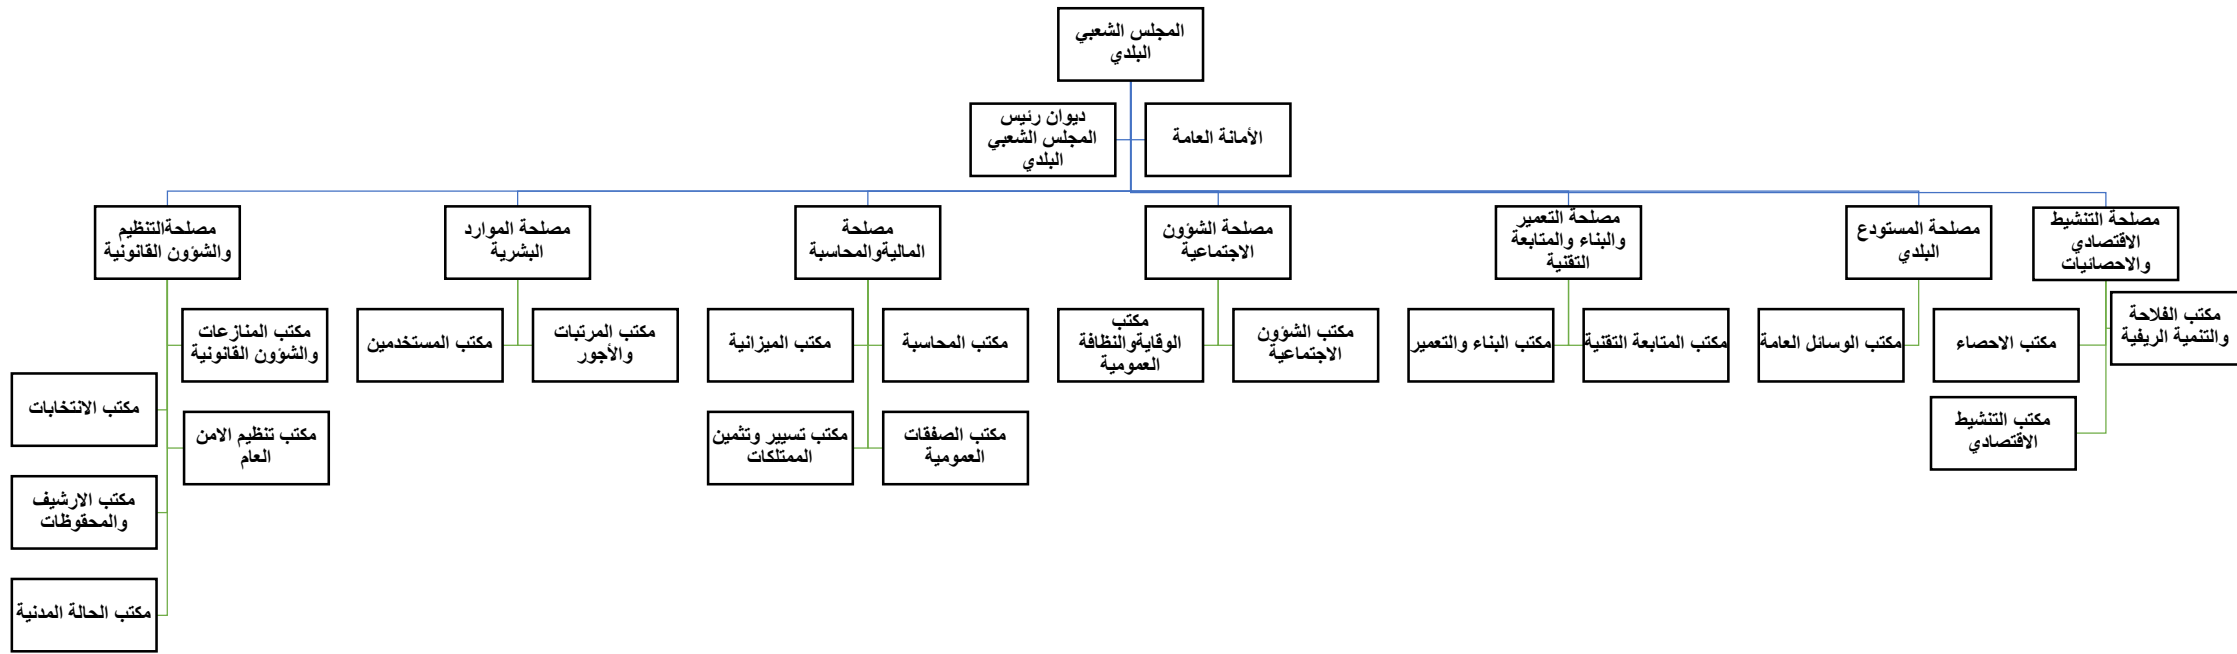 المجلس الشعبي
البلدي
الأمانة العامة
ديوان رئيس
المجلس الشعبي
البلدي
مصلحة التنشيط
الاقتصادي
والاحصائيات
مصلحة المستودع
البلدي
مصلحة التعمير
والبناء والمتابعة
التقنية
مصلحة الشؤون
الاجتماعية
مصلحة
الماليةوالمحاسبة
مصلحة الموارد
البشرية
مصلحةالتنظيم
والشؤون القانونية
مكتب الفلاحة
والتنمية الريفية
مكتب الاحصاء
مكتب التنشيط
الاقتصادي
مكتب الوسائل العامة
مكتب المتابعة التقنية
مكتب البناء والتعمير
مكتب الشؤون
الاجتماعية
مكتب
الوقايةوالنظافة
العمومية
مكتب المحاسبة
مكتب الميزانية
مكتب الصفقات
العمومية
مكتب تسيير وتثمين
الممتلكات
مكتب المرتبات
والأجور
مكتب المستخدمين
مكتب المنازعات
والشؤون القانونية
مكتب الانتخابات
مكتب تنظيم الامن
العام
مكتب الارشيف
والمحفوظات
مكتب الحالة المدنية